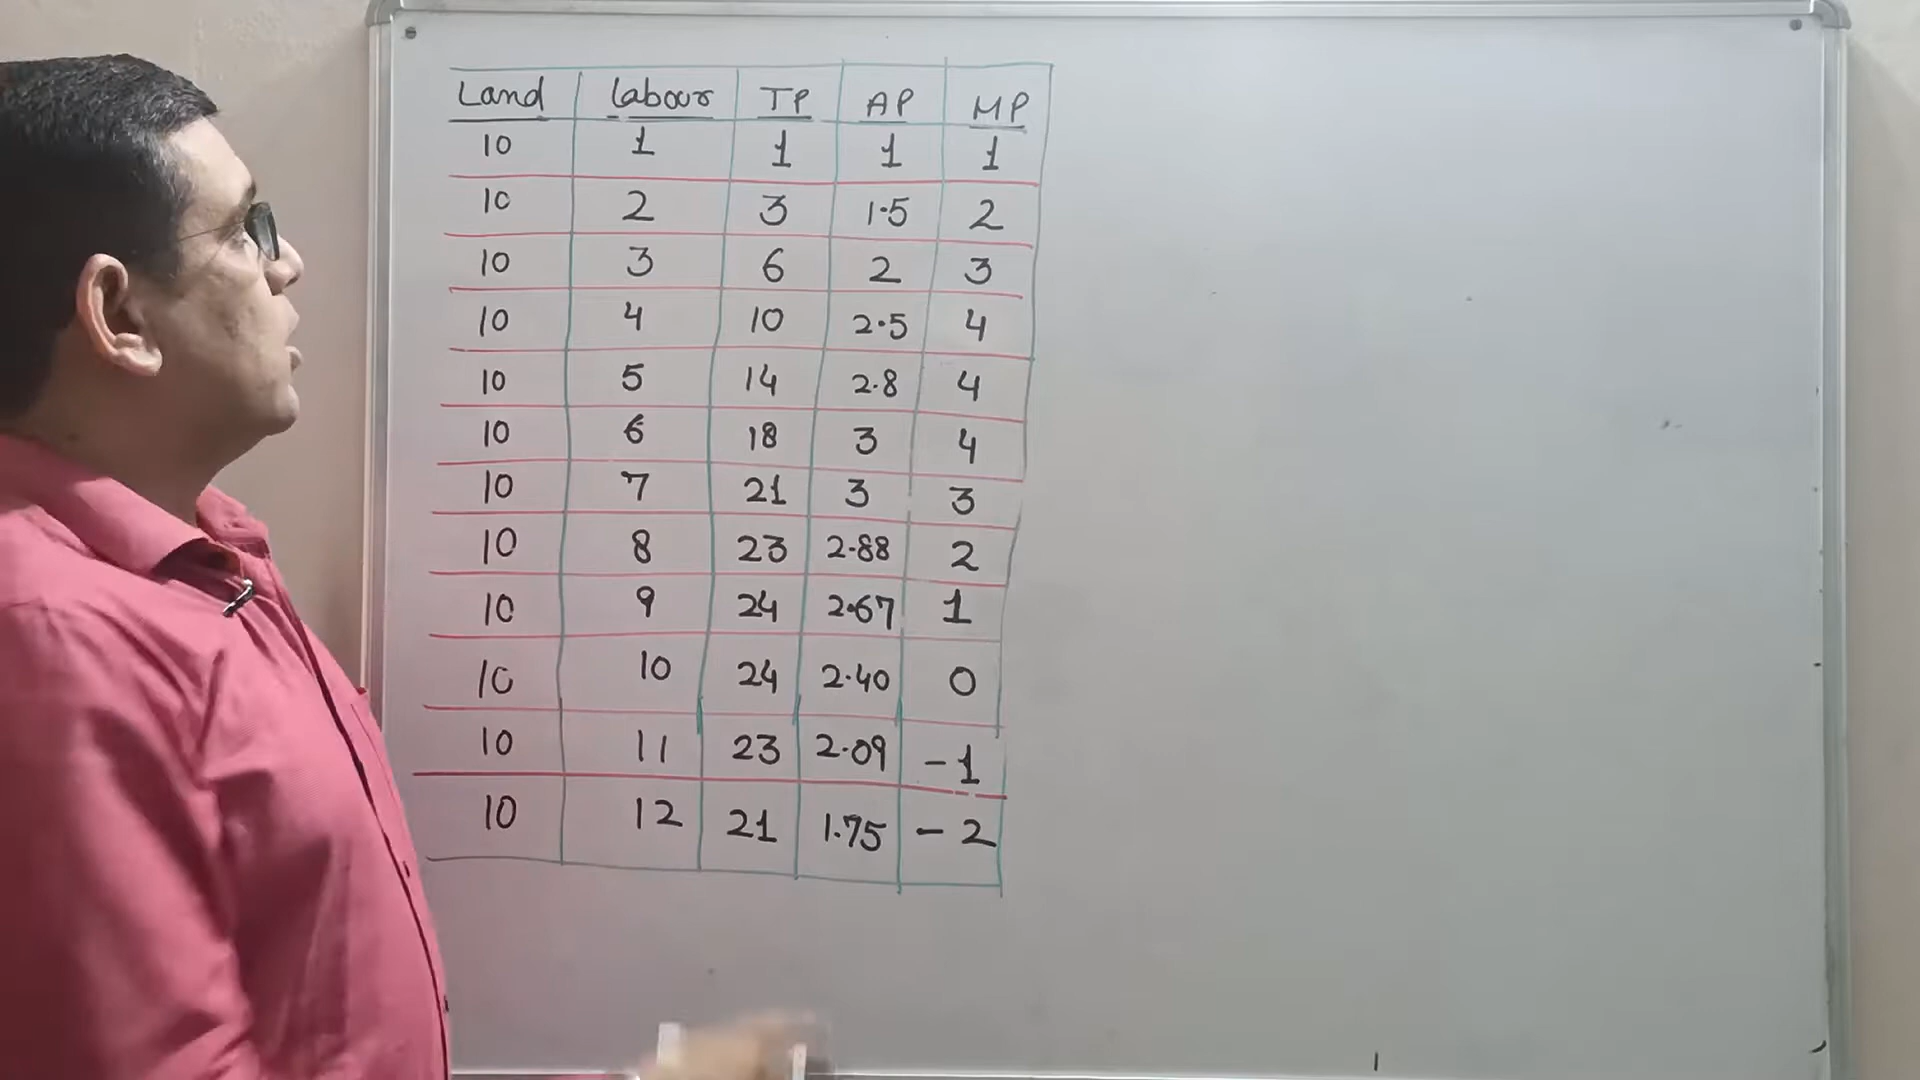 Land Labour TP AP MP
10 1 1 1 1
10 2 3 1.5 2
10 3 6 2 3
10 4 10 2.5 4
10 5 14 2.8 4
10 6 18 3 4
10 7 21 3 3
10 8 23 2.88 2
10 9 24 2.67 1
10 10 24 2.40 0
10 11 23 2.09 -1
10 12 21 1.75 -2